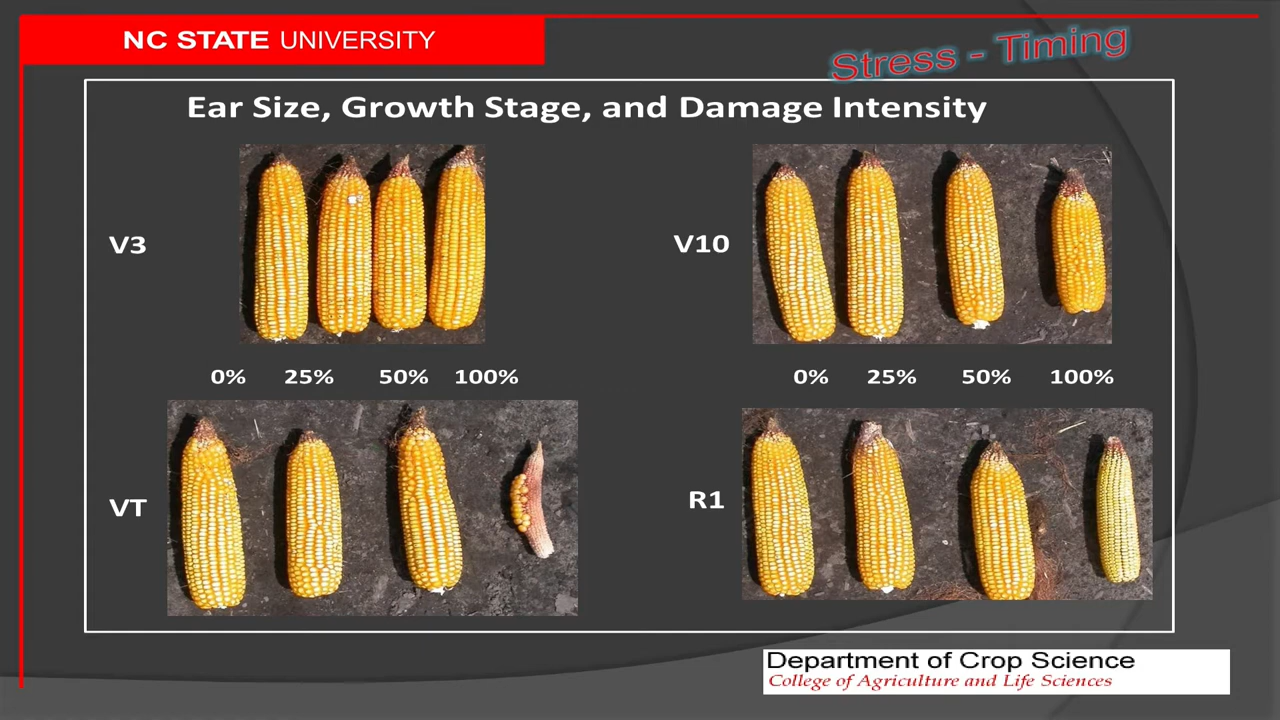 NC STATE UNIVERSITY
Stress - Timing
Ear Size, Growth Stage, and Damage Intensity
V3
V10
0% 25% 50% 100%
0% 25% 50% 100%
VT
R1
Department of Crop Science
College of Agriculture and Life Sciences